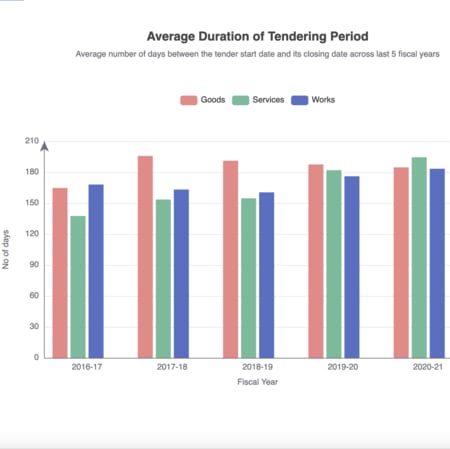 Average Duration of Tendering Period
Average number of days between the tender start date and its closing date across last 5 fiscal years
Goods Services Works
210
180
150
120
90
60
30
0
No of days
2016-17 2017-18 2018-19 2019-20 2020-21
Fiscal Year